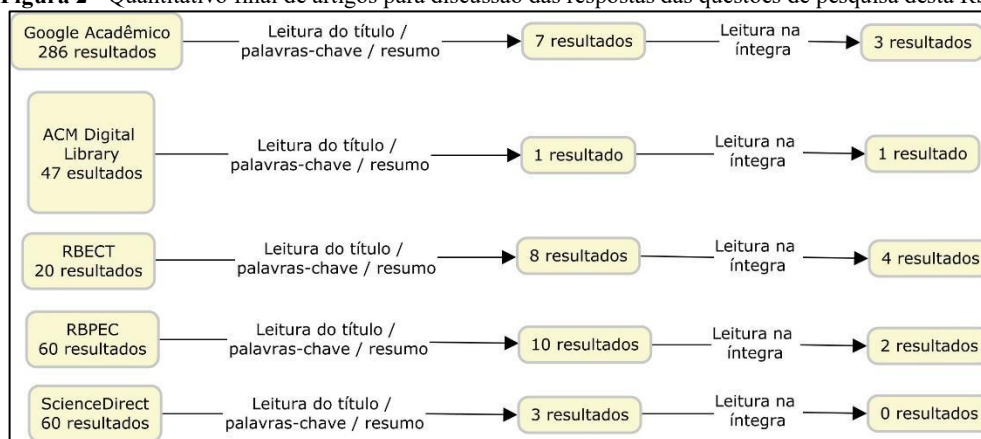 Figura 2 - Quantitativo final de artigos para discussão das respostas das questões de pesquisa desta
Google Acadêmico
286 resultados
Leitura do título /
palavras-chave / resumo
7 resultados
Leitura na
íntegra
3 resultados
ACM Digital
Library
47 esultados
Leitura do título /
palavras-chave / resumo
1 resultado
Leitura na
íntegra
1 resultado
RBECT
20 resultados
Leitura do título /
palavras-chave / resumo
8 resultados
Leitura na
íntegra
4 resultados
RBPEC
60 resultados
Leitura do título /
palavras-chave / resumo
10 resultados
Leitura na
íntegra
2 resultados
ScienceDirect
60 resultados
Leitura do título /
palavras-chave / resumo
3 resultados
Leitura na
íntegra
0 resultados